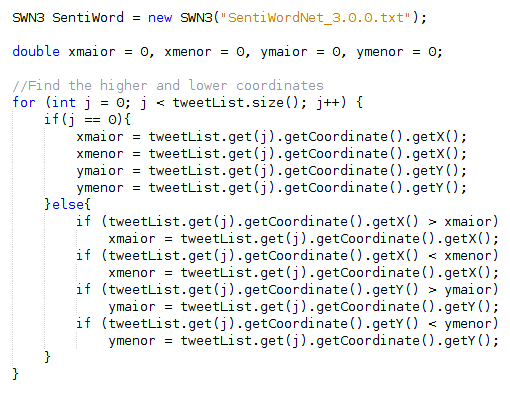 SWN3 SentiWord = new SWN3("SentiWordNet_3.0.0.txt");
double xmaior = 0, xmenor = 0, ymaior = 0, ymenor = 0;
//Find the higher and lower coordinates
for (int j = 0; j < tweetList.size(); j++) {
    if(j == 0){
        xmaior = tweetList.get(j).getCoordinate().getX();
        xmenor = tweetList.get(j).getCoordinate().getX();
        ymaior = tweetList.get(j).getCoordinate().getY();
        ymenor = tweetList.get(j).getCoordinate().getY();
    }else{
        if (tweetList.get(j).getCoordinate().getX() > xmaior)
            xmaior = tweetList.get(j).getCoordinate().getX();
        if (tweetList.get(j).getCoordinate().getX() < xmenor)
            xmenor = tweetList.get(j).getCoordinate().getX();
        if (tweetList.get(j).getCoordinate().getY() > ymaior)
            ymaior = tweetList.get(j).getCoordinate().getY();
        if (tweetList.get(j).getCoordinate().getY() < ymenor)
            ymenor = tweetList.get(j).getCoordinate().getY();
    }
}